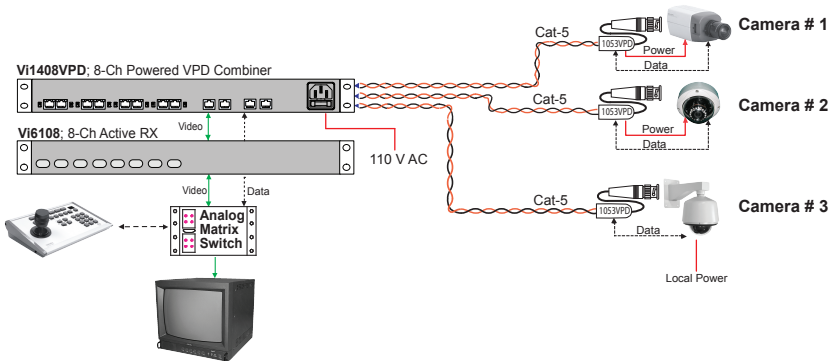 Cat-5
1053VPD
Power
Data
Camera # 1
Vi1408VPD; 8-Ch Powered VPD Combiner
Cat-5
1053VPD
Power
Data
Camera # 2
Video
110 V AC
Vi6108; 8-Ch Active RX
Video
Data
Analog
Matrix
Switch
Cat-5
1053VPD
Data
Camera # 3
Local Power